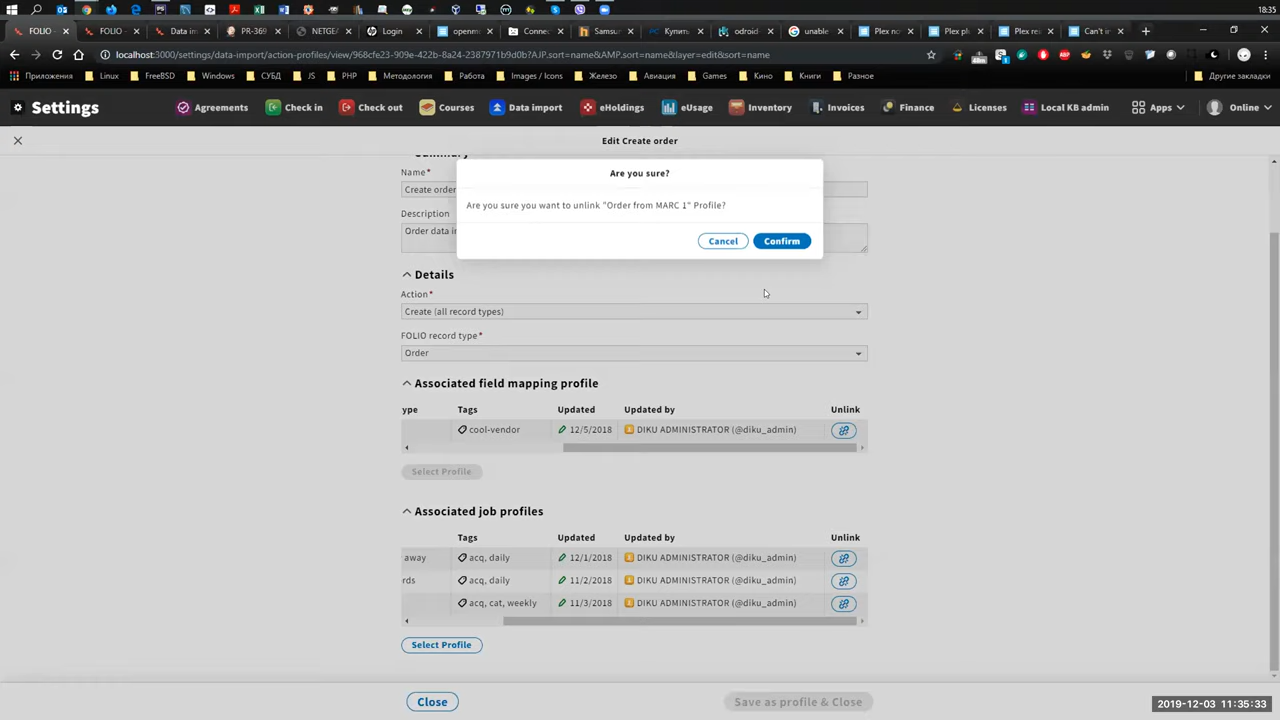 18:35
FOLIO
FOLIO
Data im
PR-369
NETGE
Login
openmo
Connec
Samsu
Купить
odroid
unable
Plex no
Plex pl
Plex re
Can't in
localhost:3000/settings/data-import/action-profiles/view/968cfe23-909e-422b-8a4d-2387971b9d0b?AJP.sort=name&AMP.sort=name&layer=edit&sort=name
Приложения Linux FreeBSD Windows СУБД JS PHP Методология Работа Images / Icons Железо Авиация Games Кино Книги Разное Другие закладки
Settings Agreements Check in Check out Courses Data import eHoldings eUsage Inventory Invoices Finance Licenses Local KB admin Apps Online
Edit Create order
Summary
Are you sure?
Name*
Create order
Are you sure you want to unlink "Order from MARC 1" Profile?
Description
Order data in
Cancel Confirm
Details
Action*
Create (all record types)
FOLIO record type*
Order
Associated field mapping profile
ype Tags Updated Updated by Unlink
cool-vendor 12/5/2018 DIKU ADMINISTRATOR (@diku_admin)
Select Profile
Associated job profiles
Tags Updated Updated by Unlink
away acq, daily 12/1/2018 DIKU ADMINISTRATOR (@diku_admin)
rds acq, daily 11/2/2018 DIKU ADMINISTRATOR (@diku_admin)
acq, cat, weekly 11/3/2018 DIKU ADMINISTRATOR (@diku_admin)
Select Profile
Close Save as profile & Close
2019-12-03 11:35:33